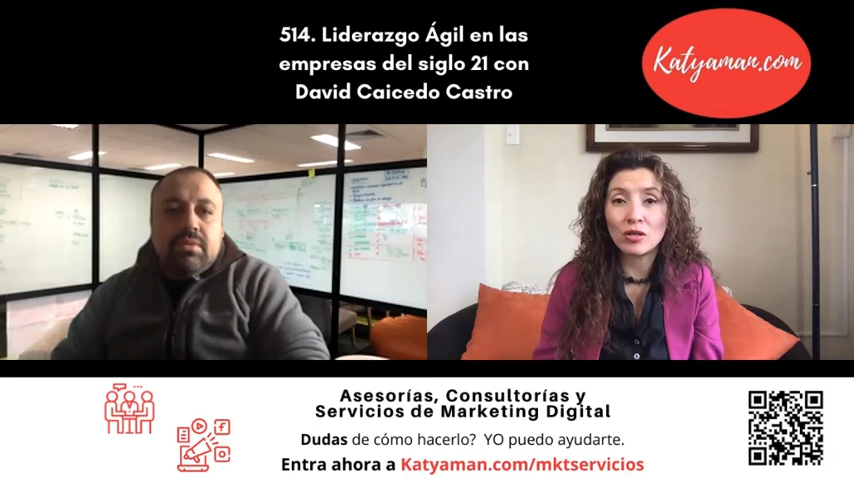 514. Liderazgo Ágil en las
empresas del siglo 21 con
David Caicedo Castro
Katyaman.com
Asesorías, Consultorías y
Servicios de Marketing Digital
Dudas de cómo hacerlo? YO puedo ayudarte.
Entra ahora a Katyaman.com/mktservicios